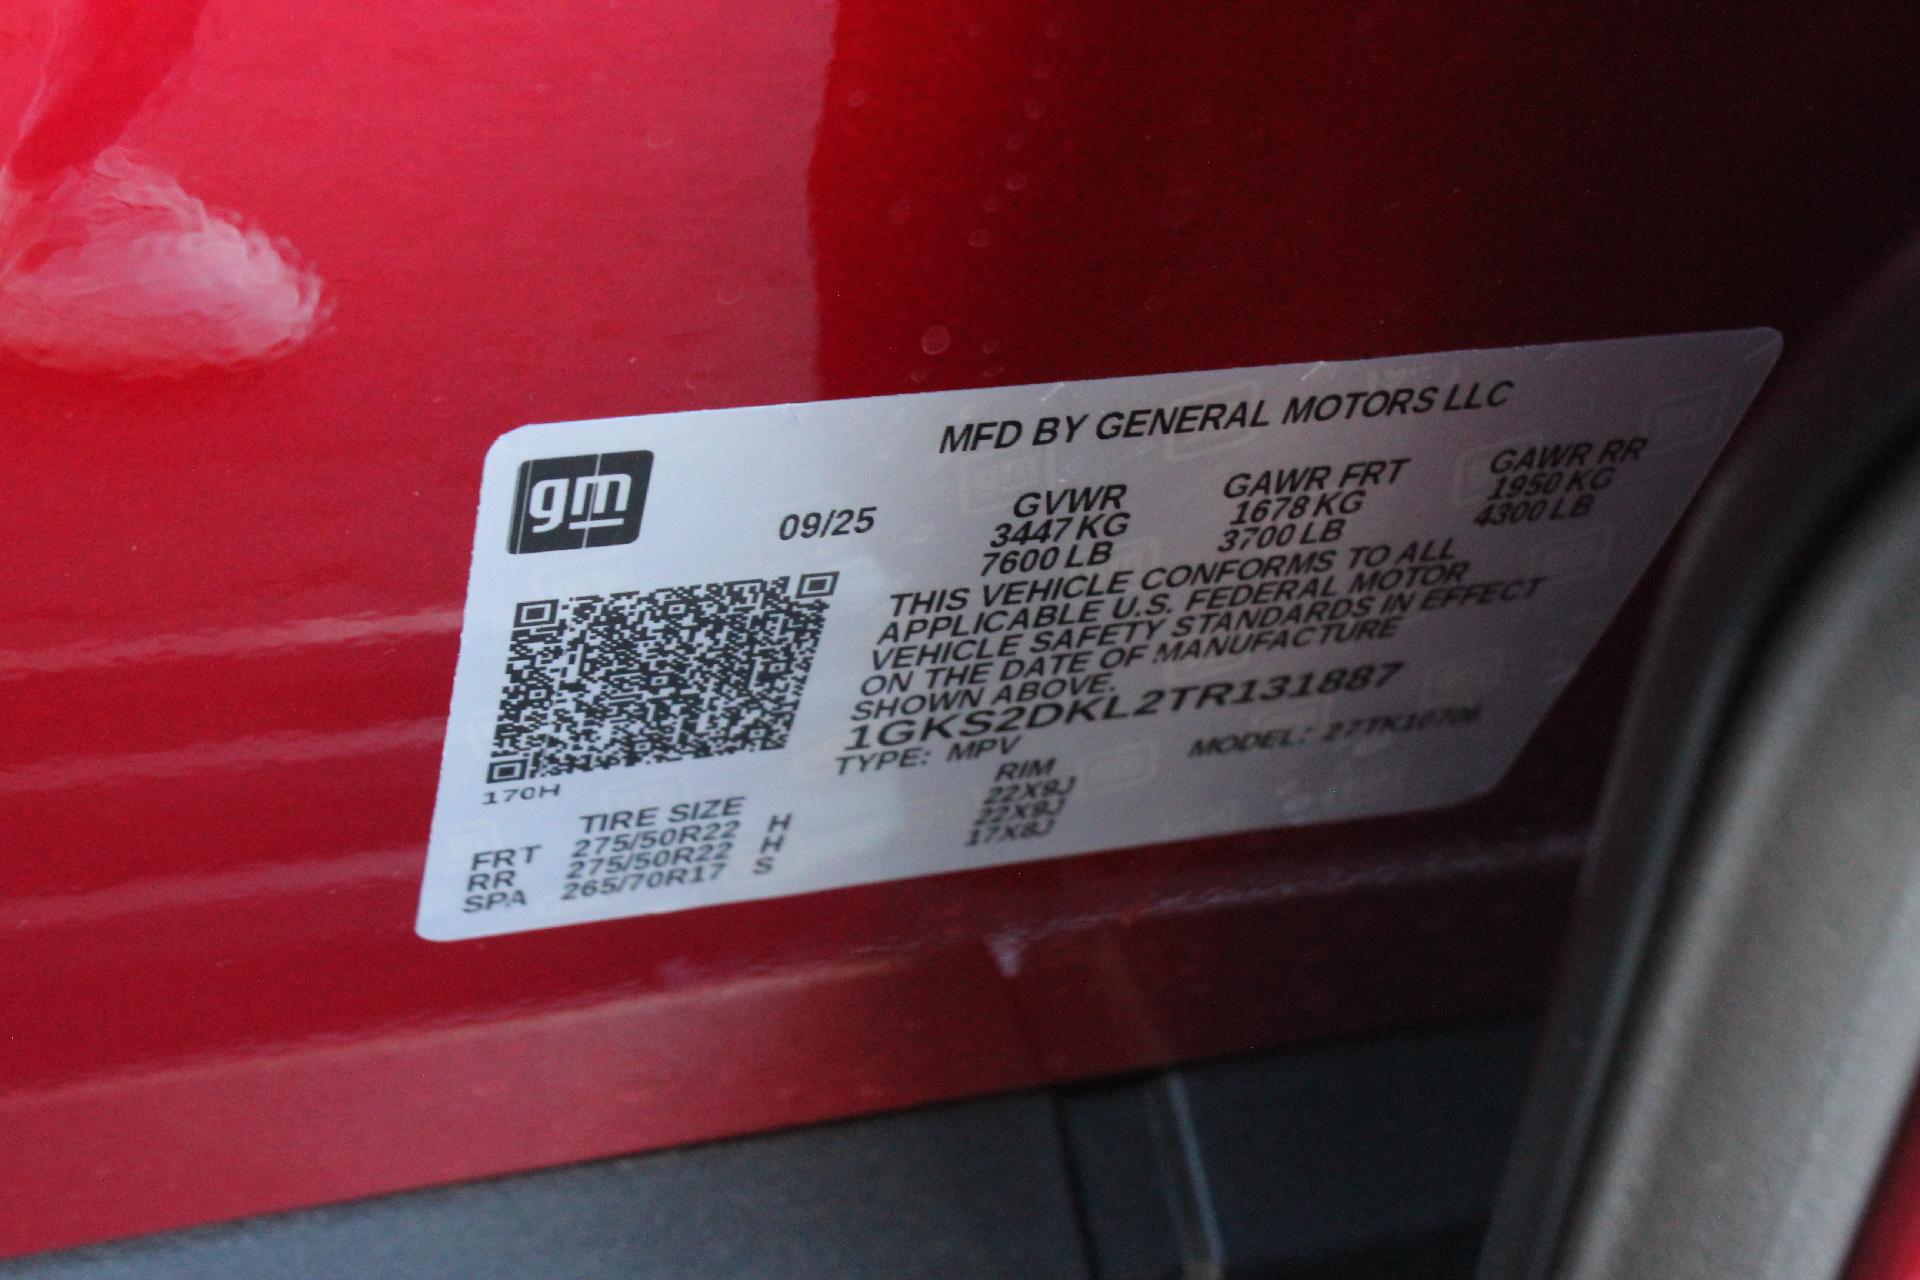 gm
MFD BY GENERAL MOTORS LLC
09/25
GVWR GAWR FRT GAWR RR
3447 KG 1678 KG 1950 KG
7600 LB 3700 LB 4300 LB
THIS VEHICLE CONFORMS TO ALL
APPLICABLE U.S. FEDERAL MOTOR
VEHICLE SAFETY STANDARDS IN EFFECT
ON THE DATE OF MANUFACTURE
SHOWN ABOVE.
1GKS2DKL2TR131887
TYPE: MPV MODEL: 27TK10706
170H
TIRE SIZE RIM
FRT 275/50R22 H 22X9J
RR 275/50R22 H 22X9J
SPA 265/70R17 S 17X8J